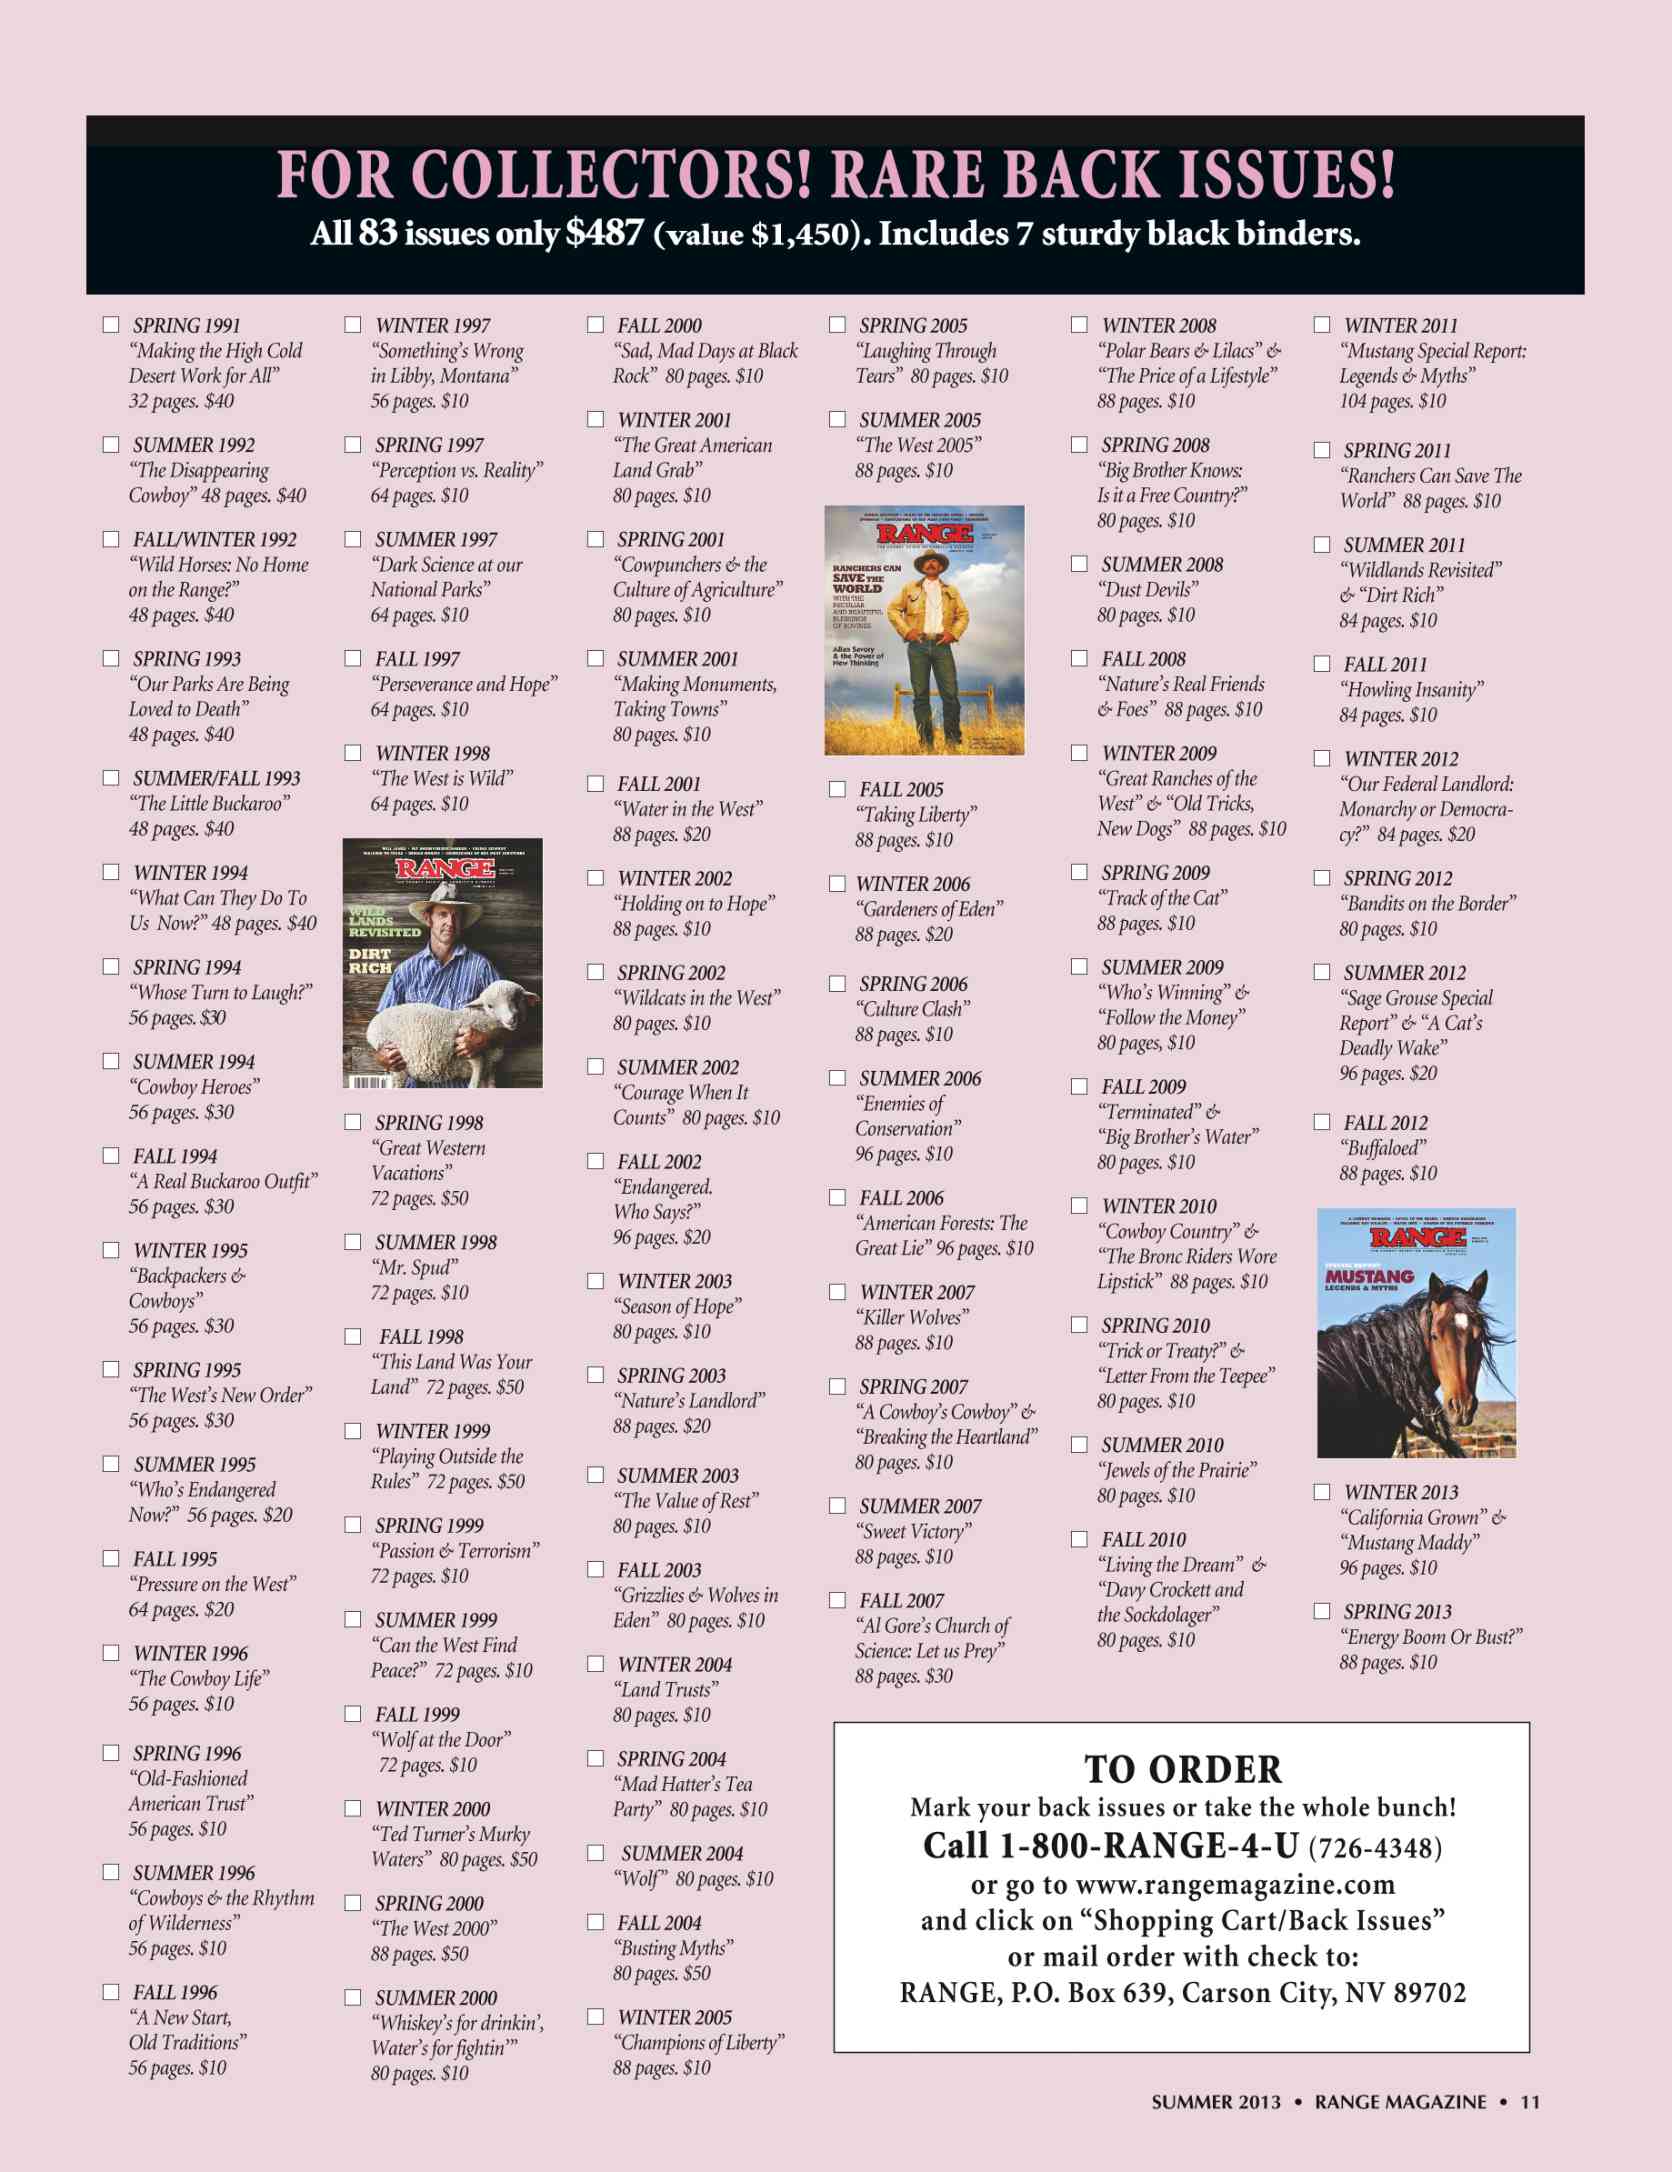 FOR COLLECTORS! RARE BACK ISSUES!
All 83 issues only $487 (value $1,450). Includes 7 sturdy black binders.
SPRING 1991
“Making the High Cold
Desert Work for All”
32 pages. $40
SUMMER 1992
“The Disappearing
Cowboy” 48 pages. $40
FALL/WINTER 1992
“Wild Horses: No Home
on the Range?”
48 pages. $40
SPRING 1993
“Our Parks Are Being
Loved to Death”
48 pages. $40
SUMMER/FALL 1993
“The Little Buckaroo”
48 pages. $40
WINTER 1994
“What Can They Do To
Us Now?” 48 pages. $40
SPRING 1994
“Whose Turn to Laugh?”
56 pages. $30
SUMMER 1994
“Cowboy Heroes”
56 pages. $30
FALL 1994
“A Real Buckaroo Outfit”
56 pages. $30
WINTER 1995
“Backpackers &
Cowboys”
56 pages. $30
SPRING 1995
“The West’s New Order”
56 pages. $30
SUMMER 1995
“Who’s Endangered
Now?” 56 pages. $20
FALL 1995
“Pressure on the West”
64 pages. $20
WINTER 1996
“The Cowboy Life”
56 pages. $10
SPRING 1996
“Old-Fashioned
American Trust”
56 pages. $10
SUMMER 1996
“Cowboys & the Rhythm
of Wilderness”
56 pages. $10
FALL 1996
“A New Start,
Old Traditions”
56 pages. $10
WINTER 1997
“Something’s Wrong
in Libby, Montana”
56 pages. $10
SPRING 1997
“Perception vs. Reality”
64 pages. $10
SUMMER 1997
“Dark Science at our
National Parks”
64 pages. $10
FALL 1997
“Perseverance and Hope”
64 pages. $10
WINTER 1998
“The West is Wild”
64 pages. $10
RANGE
WILD
LANDS
REVISITED
DIRT
RICH
SPRING 1998
“Great Western
Vacations”
72 pages. $50
SUMMER 1998
“Mr. Spud”
72 pages. $10
FALL 1998
“This Land Was Your
Land” 72 pages. $50
WINTER 1999
“Playing Outside the
Rules” 72 pages. $50
SPRING 1999
“Passion & Terrorism”
72 pages. $10
SUMMER 1999
“Can the West Find
Peace?” 72 pages. $10
FALL 1999
“Wolf at the Door”
72 pages. $10
WINTER 2000
“Ted Turner’s Murky
Waters” 80 pages. $50
SPRING 2000
“The West 2000”
88 pages. $50
SUMMER 2000
“Whiskey’s for drinkin’,
Water’s for fightin’”
80 pages. $10
FALL 2000
“Sad, Mad Days at Black
Rock” 80 pages. $10
WINTER 2001
“The Great American
Land Grab”
80 pages. $10
SPRING 2001
“Cowpunchers & the
Culture of Agriculture”
80 pages. $10
SUMMER 2001
“Making Monuments,
Taking Towns”
80 pages. $10
FALL 2001
“Water in the West”
88 pages. $20
WINTER 2002
“Holding on to Hope”
88 pages. $10
SPRING 2002
“Wildcats in the West”
80 pages. $10
SUMMER 2002
“Courage When It
Counts” 80 pages. $10
FALL 2002
“Endangered.
Who Says?”
96 pages. $20
WINTER 2003
“Season of Hope”
80 pages. $10
SPRING 2003
“Nature’s Landlord”
88 pages. $20
SUMMER 2003
“The Value of Rest”
80 pages. $10
FALL 2003
“Grizzlies & Wolves in
Eden” 80 pages. $10
WINTER 2004
“Land Trusts”
80 pages. $10
SPRING 2004
“Mad Hatter’s Tea
Party” 80 pages. $10
SUMMER 2004
“Wolf” 80 pages. $10
FALL 2004
“Busting Myths”
80 pages. $50
WINTER 2005
“Champions of Liberty”
88 pages. $10
SPRING 2005
“Laughing Through
Tears” 80 pages. $10
SUMMER 2005
“The West 2005”
88 pages. $10
RANGE
RANCHERS CAN
SAVE THE
WORLD
WITH THE
PECULIAR
AND BEAUTIFUL
BLESSINGS
OF BOVINES
Allan Savory
& the Power of
New Thinking
FALL 2005
“Taking Liberty”
88 pages. $10
WINTER 2006
“Gardeners of Eden”
88 pages. $20
SPRING 2006
“Culture Clash”
88 pages. $10
SUMMER 2006
“Enemies of
Conservation”
96 pages. $10
FALL 2006
“American Forests: The
Great Lie” 96 pages. $10
WINTER 2007
“Killer Wolves”
88 pages. $10
SPRING 2007
“A Cowboy’s Cowboy” &
“Breaking the Heartland”
80 pages. $10
SUMMER 2007
“Sweet Victory”
88 pages. $10
FALL 2007
“Al Gore’s Church of
Science: Let us Prey”
88 pages. $30
WINTER 2008
“Polar Bears & Lilacs” &
“The Price of a Lifestyle”
88 pages. $10
SPRING 2008
“Big Brother Knows:
Is it a Free Country?”
80 pages. $10
SUMMER 2008
“Dust Devils”
80 pages. $10
FALL 2008
“Nature’s Real Friends
& Foes” 88 pages. $10
WINTER 2009
“Great Ranches of the
West” & “Old Tricks,
New Dogs” 88 pages. $10
SPRING 2009
“Track of the Cat”
88 pages. $10
SUMMER 2009
“Who’s Winning” &
“Follow the Money”
80 pages, $10
FALL 2009
“Terminated” &
“Big Brother’s Water”
80 pages. $10
WINTER 2010
“Cowboy Country” &
“The Bronc Riders Wore
Lipstick” 88 pages. $10
SPRING 2010
“Trick or Treaty?” &
“Letter From the Teepee”
80 pages. $10
SUMMER 2010
“Jewels of the Prairie”
80 pages. $10
FALL 2010
“Living the Dream” &
“Davy Crockett and
the Sockdolager”
80 pages. $10
WINTER 2011
“Mustang Special Report:
Legends & Myths”
104 pages. $10
SPRING 2011
“Ranchers Can Save The
World” 88 pages. $10
SUMMER 2011
“Wildlands Revisited”
& “Dirt Rich”
84 pages. $10
FALL 2011
“Howling Insanity”
84 pages. $10
WINTER 2012
“Our Federal Landlord:
Monarchy or Democra-
cy?” 84 pages. $20
SPRING 2012
“Bandits on the Border”
80 pages. $10
SUMMER 2012
“Sage Grouse Special
Report” & “A Cat’s
Deadly Wake”
96 pages. $20
FALL 2012
“Buffaloed”
88 pages. $10
RANGE
SPECIAL REPORT
MUSTANG
LEGENDS & MYTHS
WINTER 2013
“California Grown” &
“Mustang Maddy”
96 pages. $10
SPRING 2013
“Energy Boom Or Bust?”
88 pages. $10
TO ORDER
Mark your back issues or take the whole bunch!
Call 1-800-RANGE-4-U (726-4348)
or go to www.rangemagazine.com
and click on “Shopping Cart/Back Issues”
or mail order with check to:
RANGE, P.O. Box 639, Carson City, NV 89702
SUMMER 2013 • RANGE MAGAZINE • 11